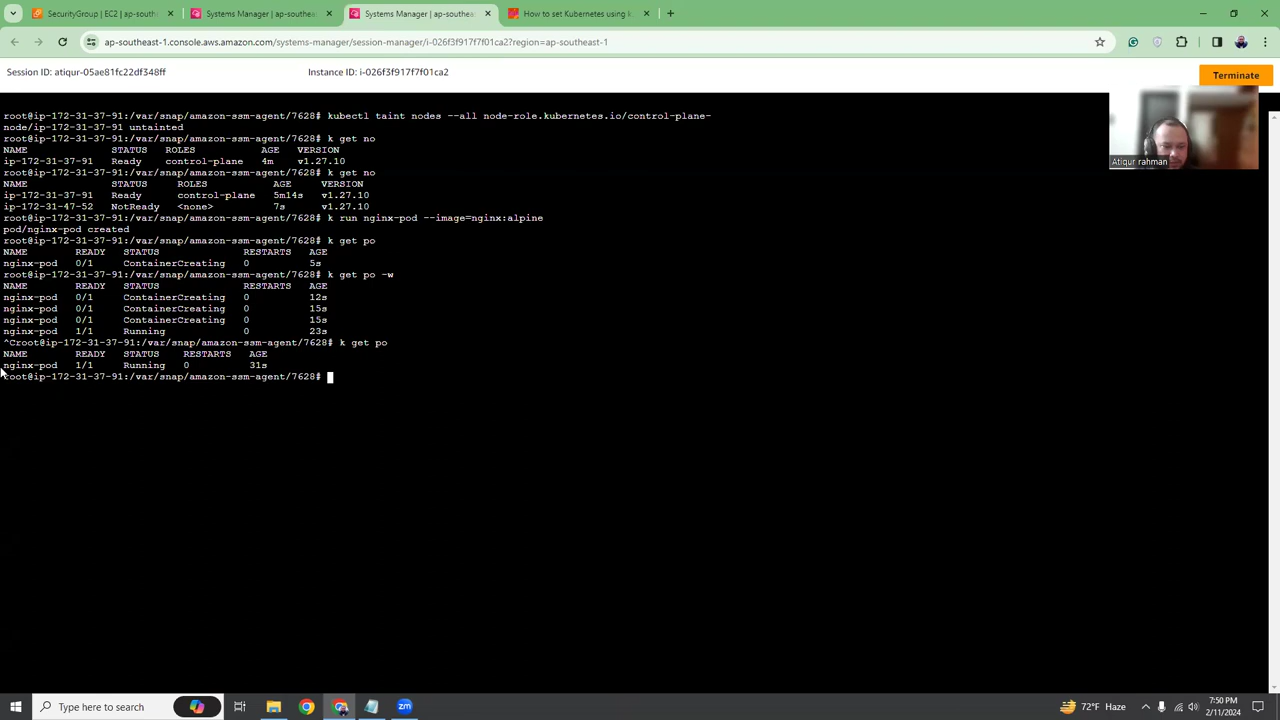 SecurityGroup | EC2 | ap-sout
Systems Manager | ap-southeas
Systems Manager | ap-southeas
How to set Kubernetes using k
ap-southeast-1.console.aws.amazon.com/systems-manager/session-manager/i-026f3f917f7f01ca2?region=ap-southeast-1
Session ID: atiqur-05ae81fc22df348ff
Instance ID: i-026f3f917f7f01ca2
Terminate
root@ip-172-31-37-91:/var/snap/amazon-ssm-agent/7628# kubectl taint nodes --all node-role.kubernetes.io/control-plane-
node/ip-172-31-37-91 untainted
root@ip-172-31-37-91:/var/snap/amazon-ssm-agent/7628# k get no
NAME STATUS ROLES AGE VERSION
ip-172-31-37-91 Ready control-plane 4m v1.27.10
root@ip-172-31-37-91:/var/snap/amazon-ssm-agent/7628# k get no
NAME STATUS ROLES AGE VERSION
ip-172-31-37-91 Ready control-plane 5m14s v1.27.10
ip-172-31-47-52 NotReady <none> 7s v1.27.10
root@ip-172-31-37-91:/var/snap/amazon-ssm-agent/7628# k run nginx-pod --image=nginx:alpine
pod/nginx-pod created
root@ip-172-31-37-91:/var/snap/amazon-ssm-agent/7628# k get po
NAME READY STATUS RESTARTS AGE
nginx-pod 0/1 ContainerCreating 0 5s
root@ip-172-31-37-91:/var/snap/amazon-ssm-agent/7628# k get po -w
NAME READY STATUS RESTARTS AGE
nginx-pod 0/1 ContainerCreating 0 12s
nginx-pod 0/1 ContainerCreating 0 15s
nginx-pod 0/1 ContainerCreating 0 15s
nginx-pod 1/1 Running 0 23s
^Croot@ip-172-31-37-91:/var/snap/amazon-ssm-agent/7628# k get po
NAME READY STATUS RESTARTS AGE
nginx-pod 1/1 Running 0 31s
root@ip-172-31-37-91:/var/snap/amazon-ssm-agent/7628#
Atiqur rahman
Type here to search
zm
72°F Haze
7:50 PM
2/11/2024